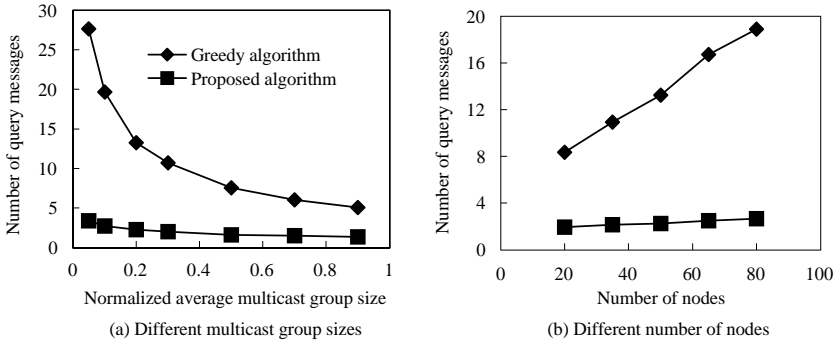 Number of query messages
30
25
20
15
10
5
0
Greedy algorithm
Proposed algorithm
0 0.2 0.4 0.6 0.8 1
Normalized average multicast group size
(a) Different multicast group sizes
Number of query messages
20
16
12
8
4
0
0 20 40 60 80 100
Number of nodes
(b) Different number of nodes